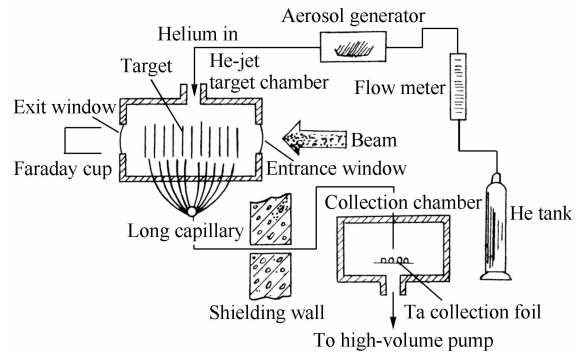 Aerosol generator
Helium in
He-jet
target chamber
Target
Flow meter
Exit window
Beam
Faraday cup
Entrance window
Collection chamber
He tank
Long capillary
Shielding wall
Ta collection foil
To high-volume pump